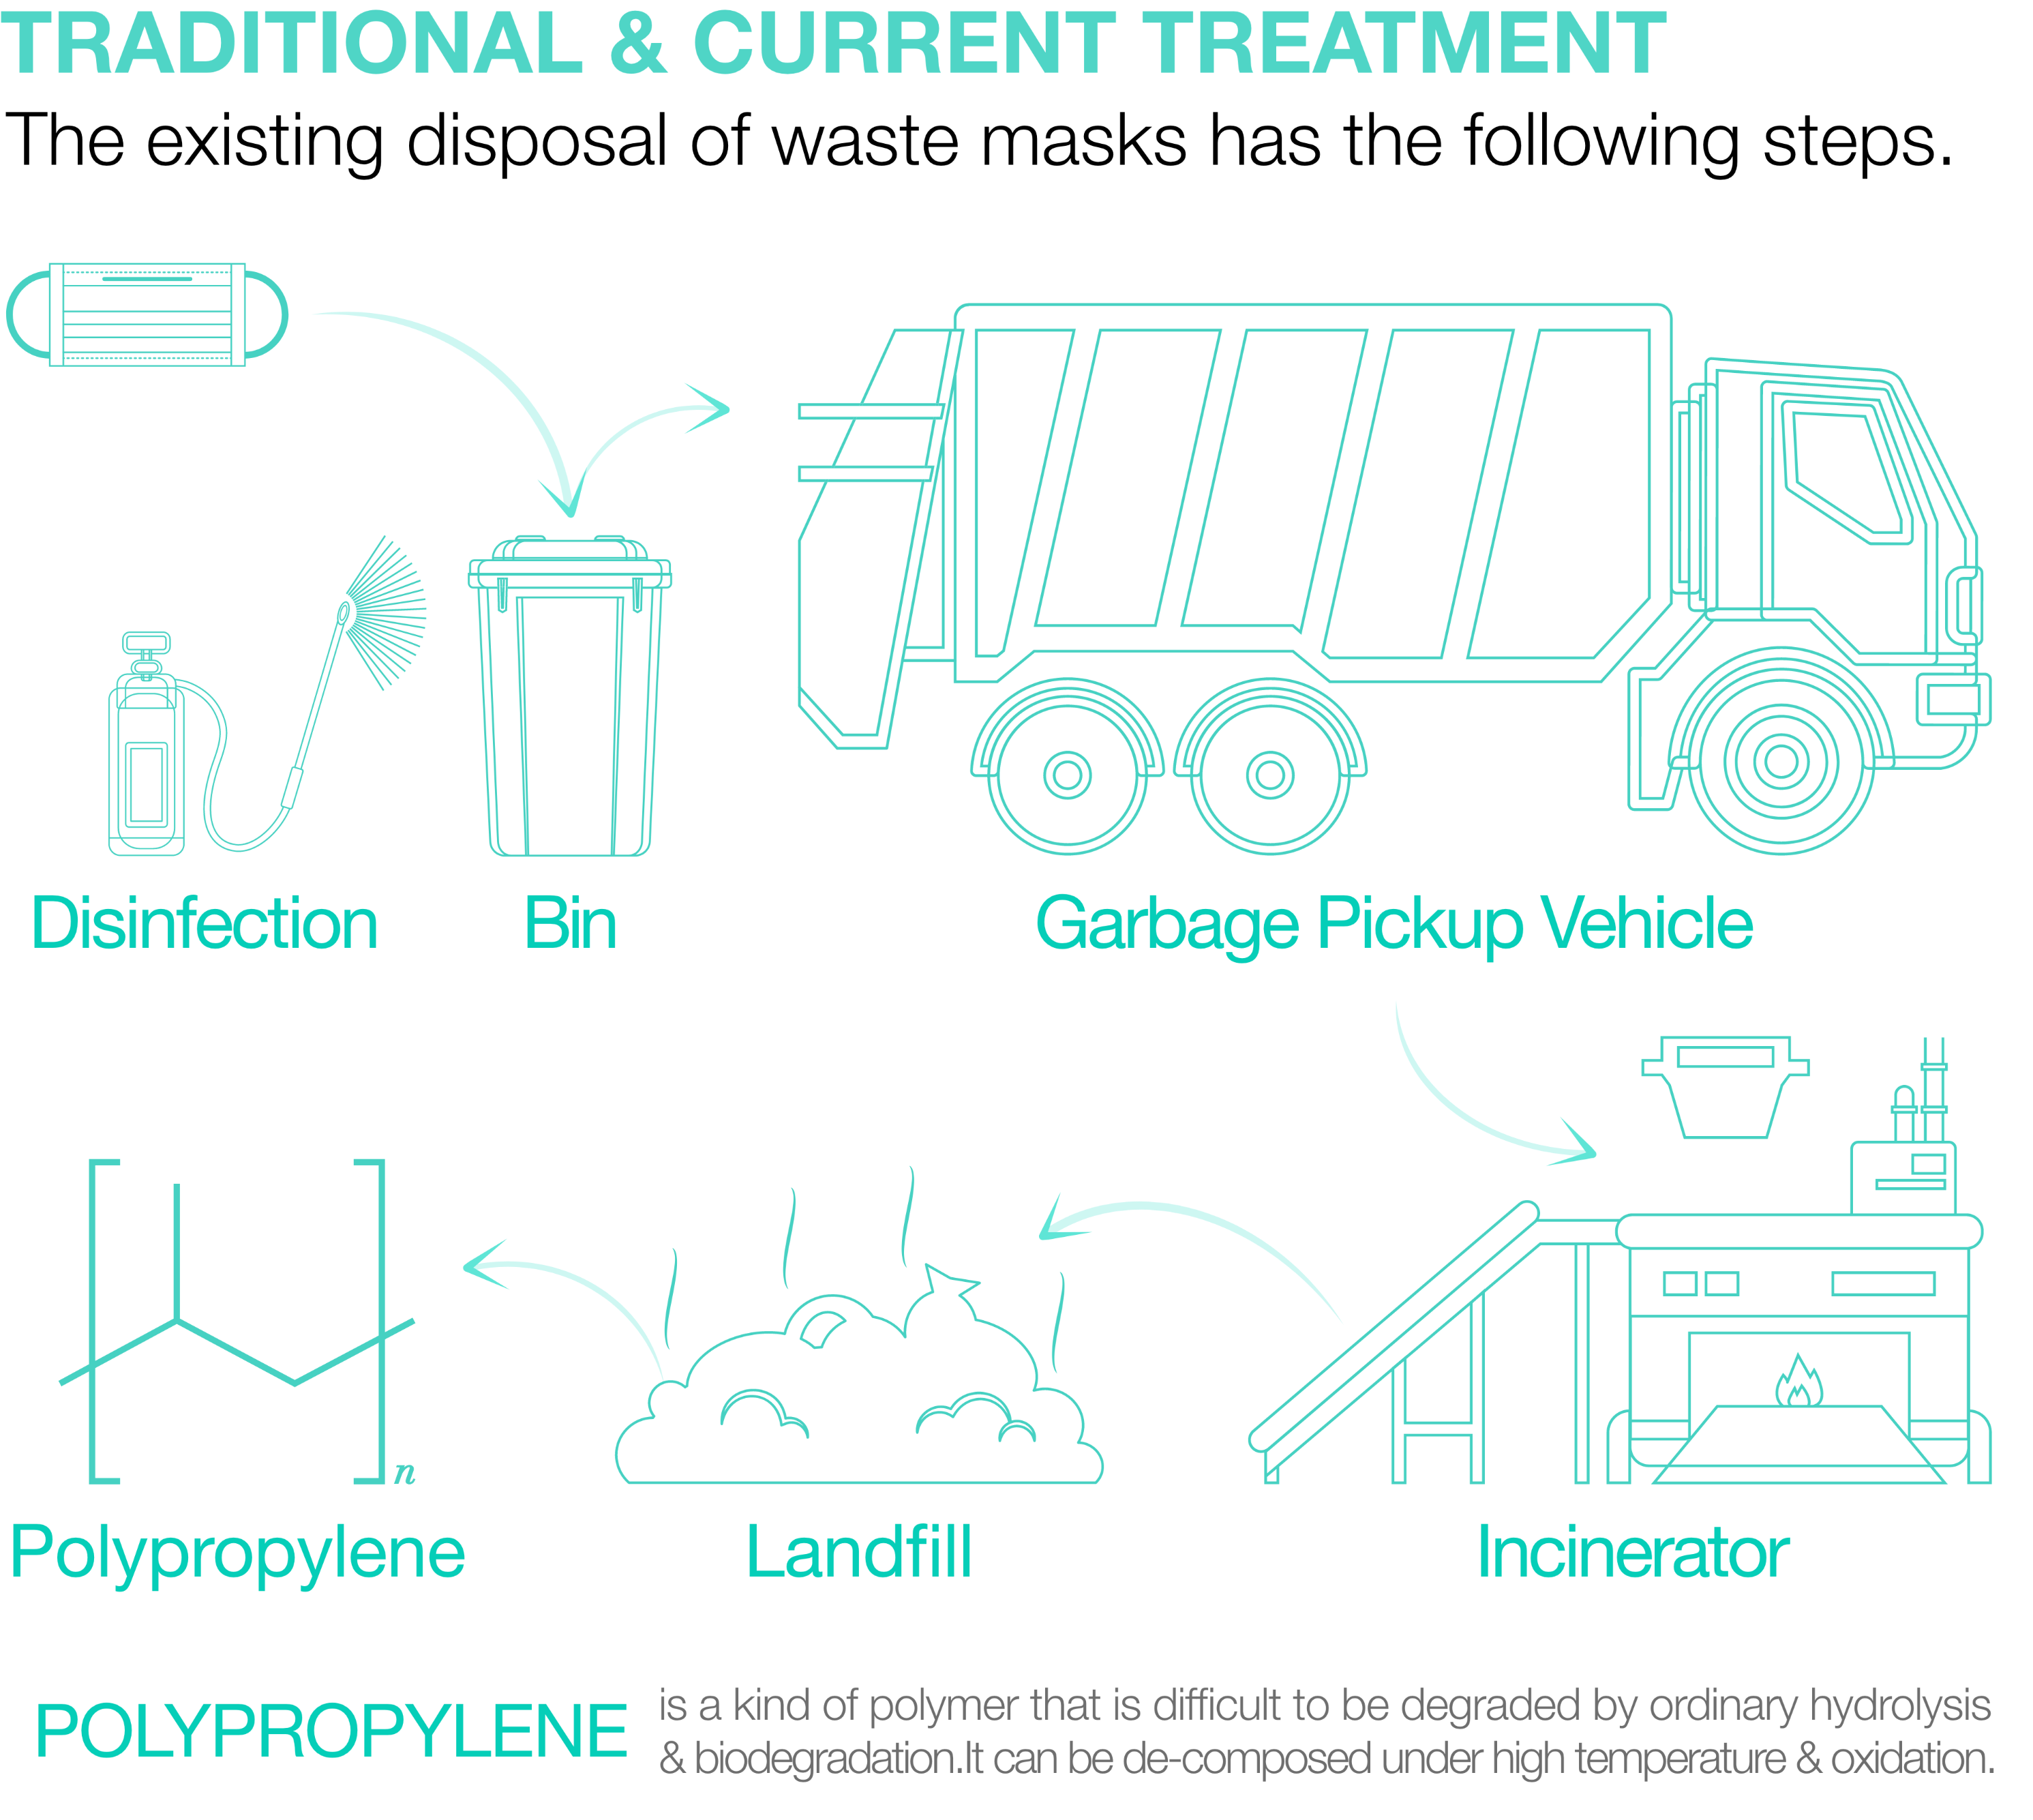 TRADITIONAL & CURRENT TREATMENT
The existing disposal of waste masks has the following steps.
Disinfection
Bin
Garbage Pickup Vehicle
n
Polypropylene
Landfill
Incinerator
POLYPROPYLENE
is a kind of polymer that is difficult to be degraded by ordinary hydrolysis
& biodegradation.It can be de-composed under high temperature & oxidation.